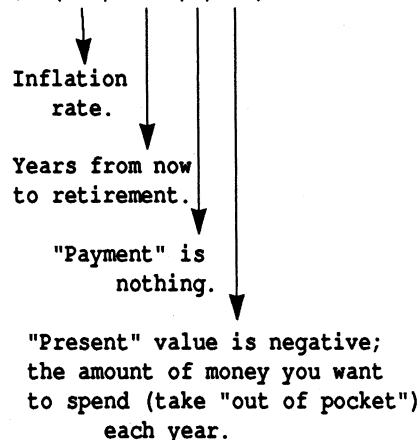 Inflation
rate.
Years from now
to retirement.
"Payment" is
nothing.
"Present" value is negative;
the amount of money you want
to spend (take "out of pocket")
each year.